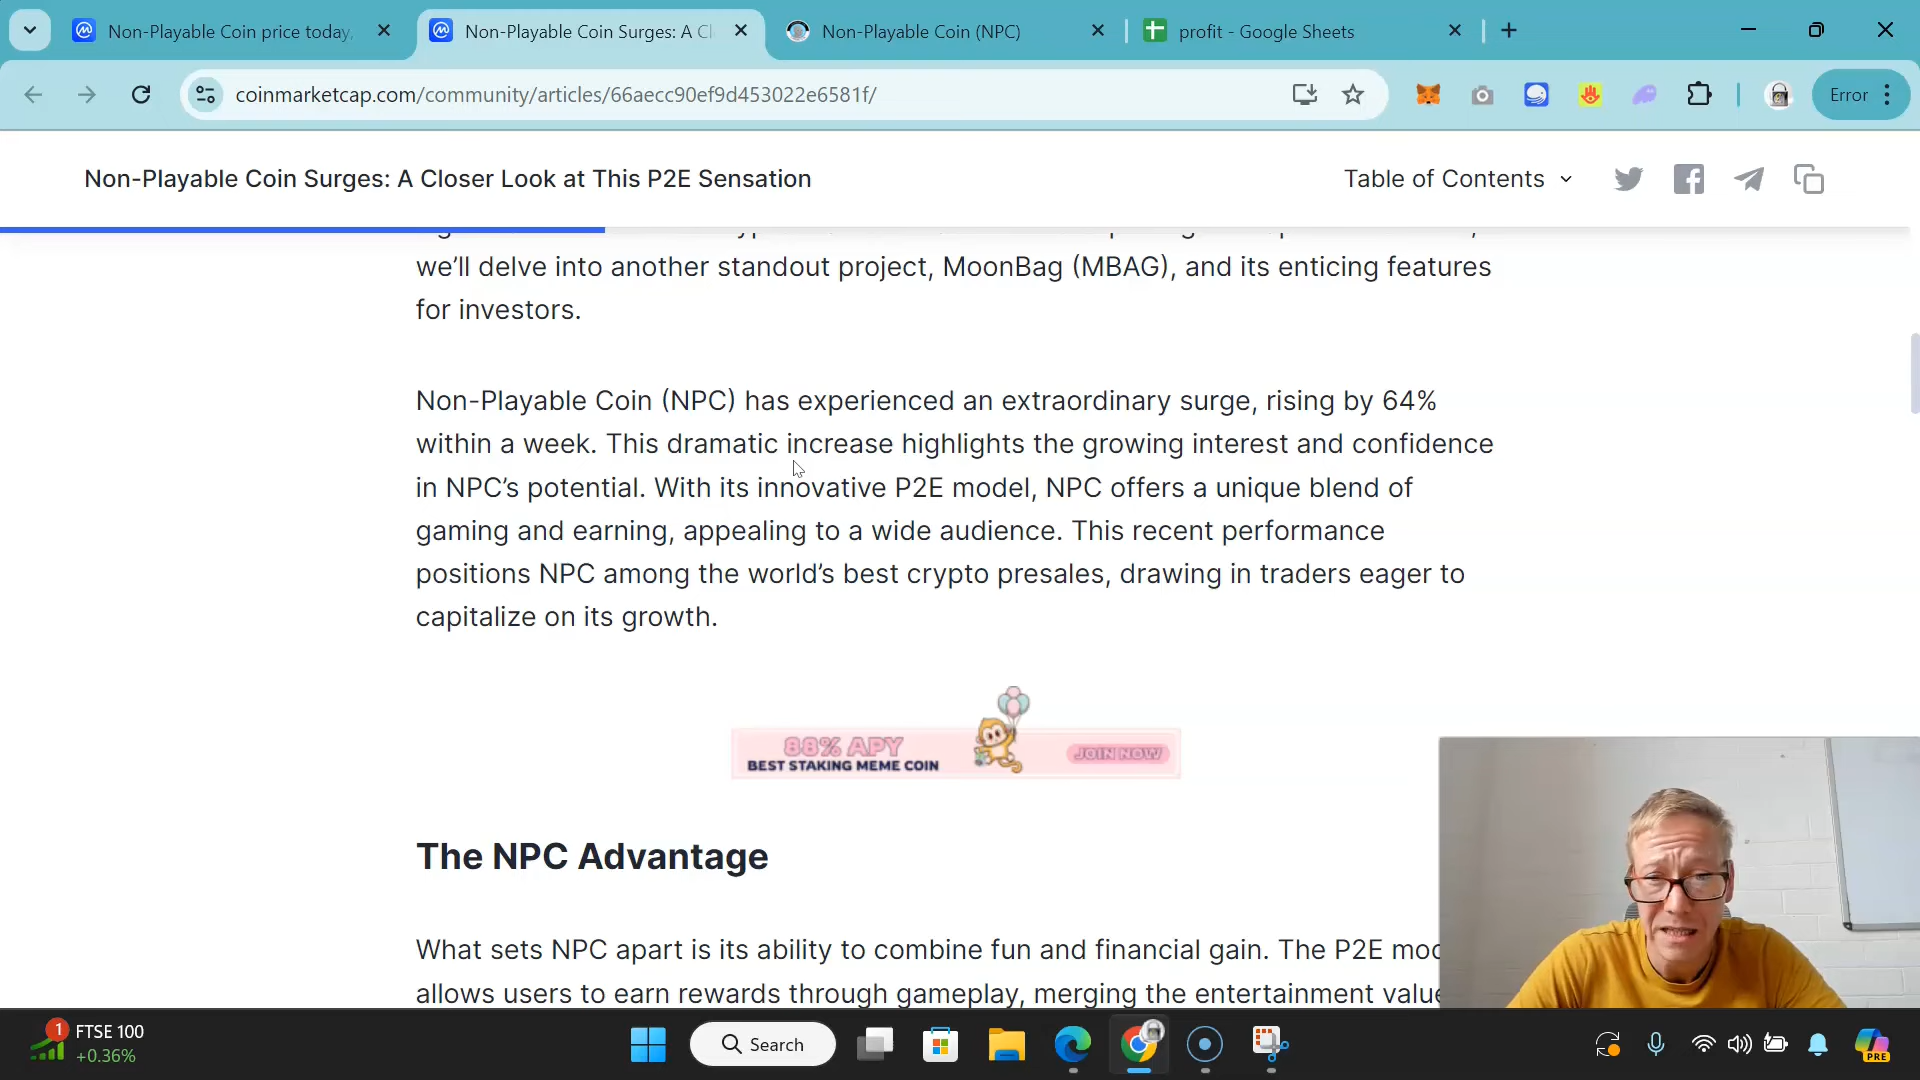 Non-Playable Coin price today,
Non-Playable Coin Surges: A Cl
Non-Playable Coin (NPC)
profit - Google Sheets
coinmarketcap.com/community/articles/66aecc90ef9d453022e6581f/
Error
Non-Playable Coin Surges: A Closer Look at This P2E Sensation
Table of Contents
we'll delve into another standout project, MoonBag (MBAG), and its enticing features
for investors.
Non-Playable Coin (NPC) has experienced an extraordinary surge, rising by 64%
within a week. This dramatic increase highlights the growing interest and confidence
in NPC's potential. With its innovative P2E model, NPC offers a unique blend of
gaming and earning, appealing to a wide audience. This recent performance
positions NPC among the world's best crypto presales, drawing in traders eager to
capitalize on its growth.
88% APY
BEST STAKING MEME COIN
JOIN NOW
The NPC Advantage
What sets NPC apart is its ability to combine fun and financial gain. The P2E mod
allows users to earn rewards through gameplay, merging the entertainment value
1
FTSE 100
+0.36%
Search
PRE